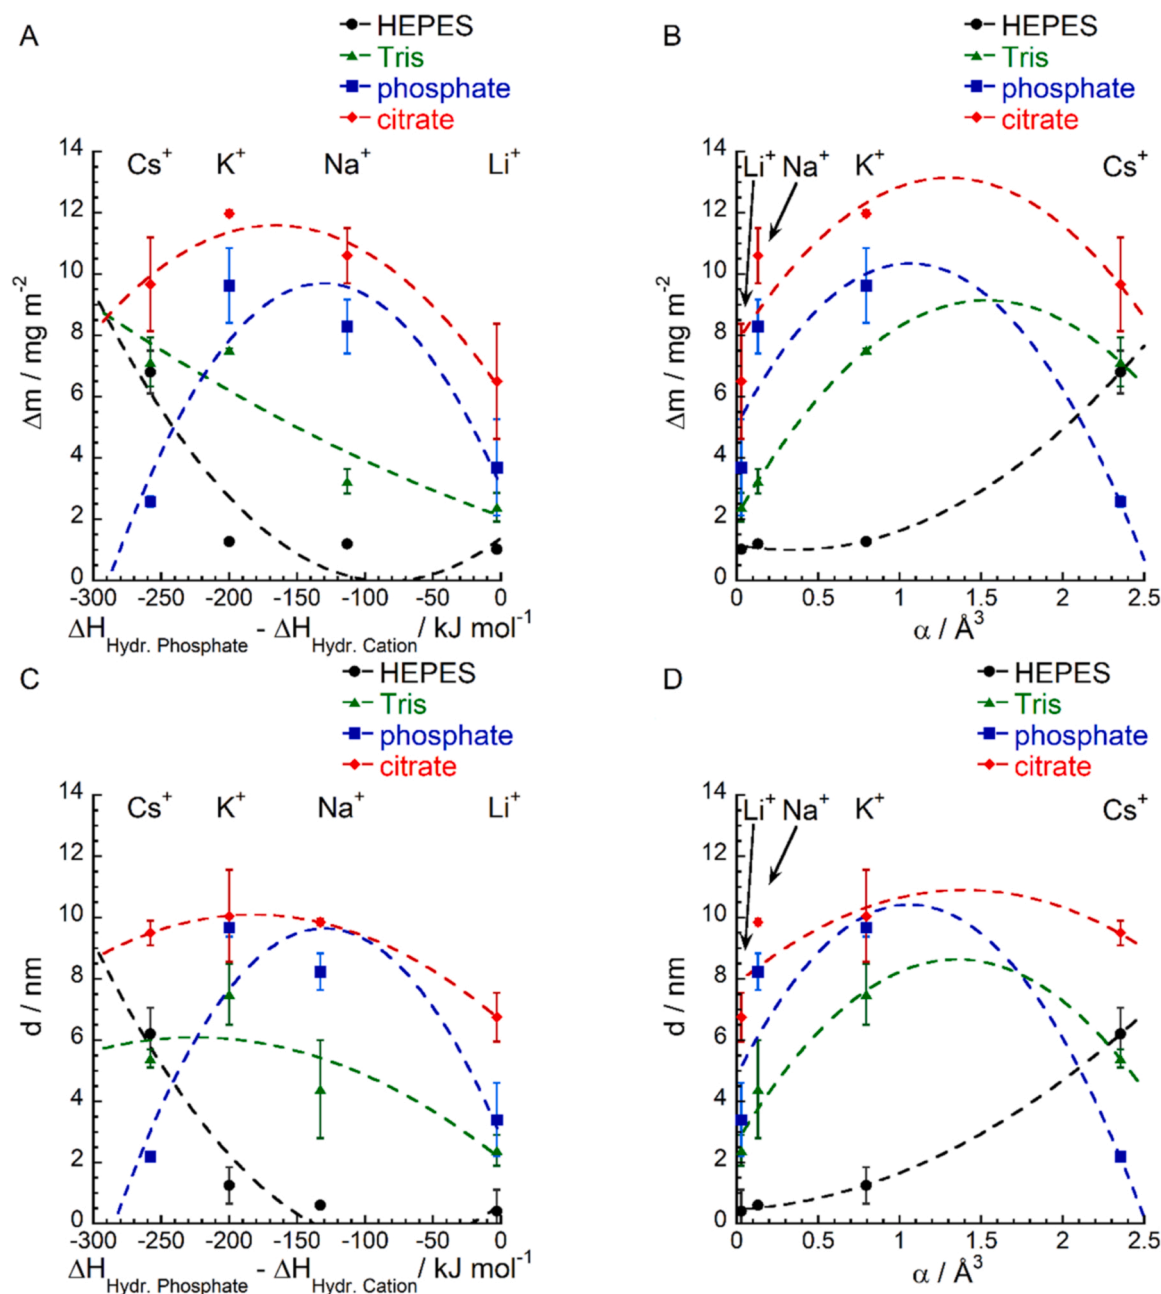 A
HEPES
Tris
phosphate
citrate
Cs+ K+ Na+ Li+
14
12
10
8
6
4
2
0
Δm / mg m-2
-300 -250 -200 -150 -100 -50 0
ΔHHydr. Phosphate - ΔHHydr. Cation / kJ mol-1
B
HEPES
Tris
phosphate
citrate
Li+ Na+ K+ Cs+
14
12
10
8
6
4
2
0
Δm / mg m-2
0 0.5 1 1.5 2 2.5
α / Å3
C
HEPES
Tris
phosphate
citrate
Cs+ K+ Na+ Li+
14
12
10
8
6
4
2
0
d / nm
-300 -250 -200 -150 -100 -50 0
ΔHHydr. Phosphate - ΔHHydr. Cation / kJ mol-1
D
HEPES
Tris
phosphate
citrate
Li+ Na+ K+ Cs+
14
12
10
8
6
4
2
0
d / nm
0 0.5 1 1.5 2 2.5
α / Å3